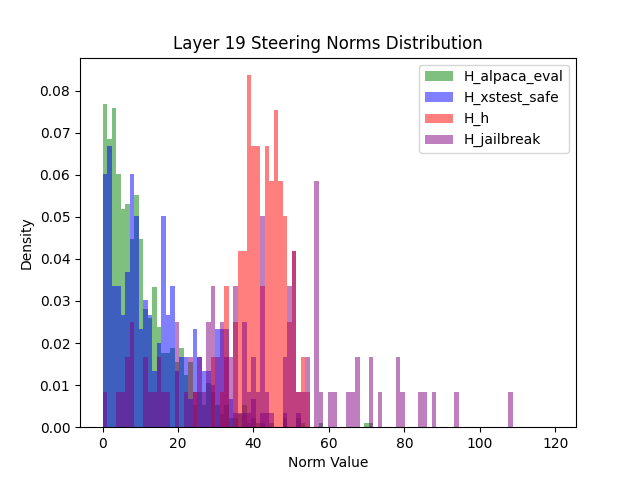 Layer 19 Steering Norms Distribution
H_alpaca_eval
H_xstest_safe
H_h
H_jailbreak
Density
0.08
0.07
0.06
0.05
0.04
0.03
0.02
0.01
0.00
0 20 40 60 80 100 120
Norm Value